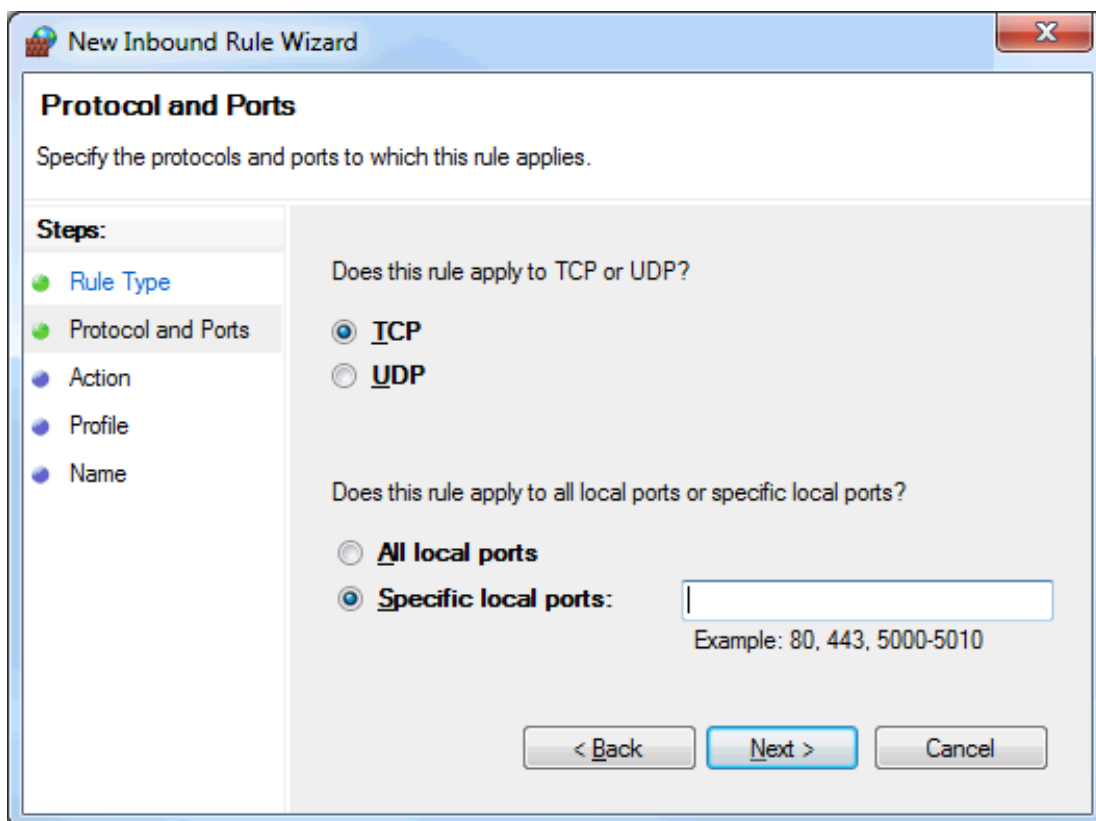 New Inbound Rule Wizard
Protocol and Ports
Specify the protocols and ports to which this rule applies.
Steps:
Rule Type
Protocol and Ports
Action
Profile
Name
Does this rule apply to TCP or UDP?
TCP
UDP
Does this rule apply to all local ports or specific local ports?
All local ports
Specific local ports:
Example: 80, 443, 5000-5010
< Back
Next >
Cancel